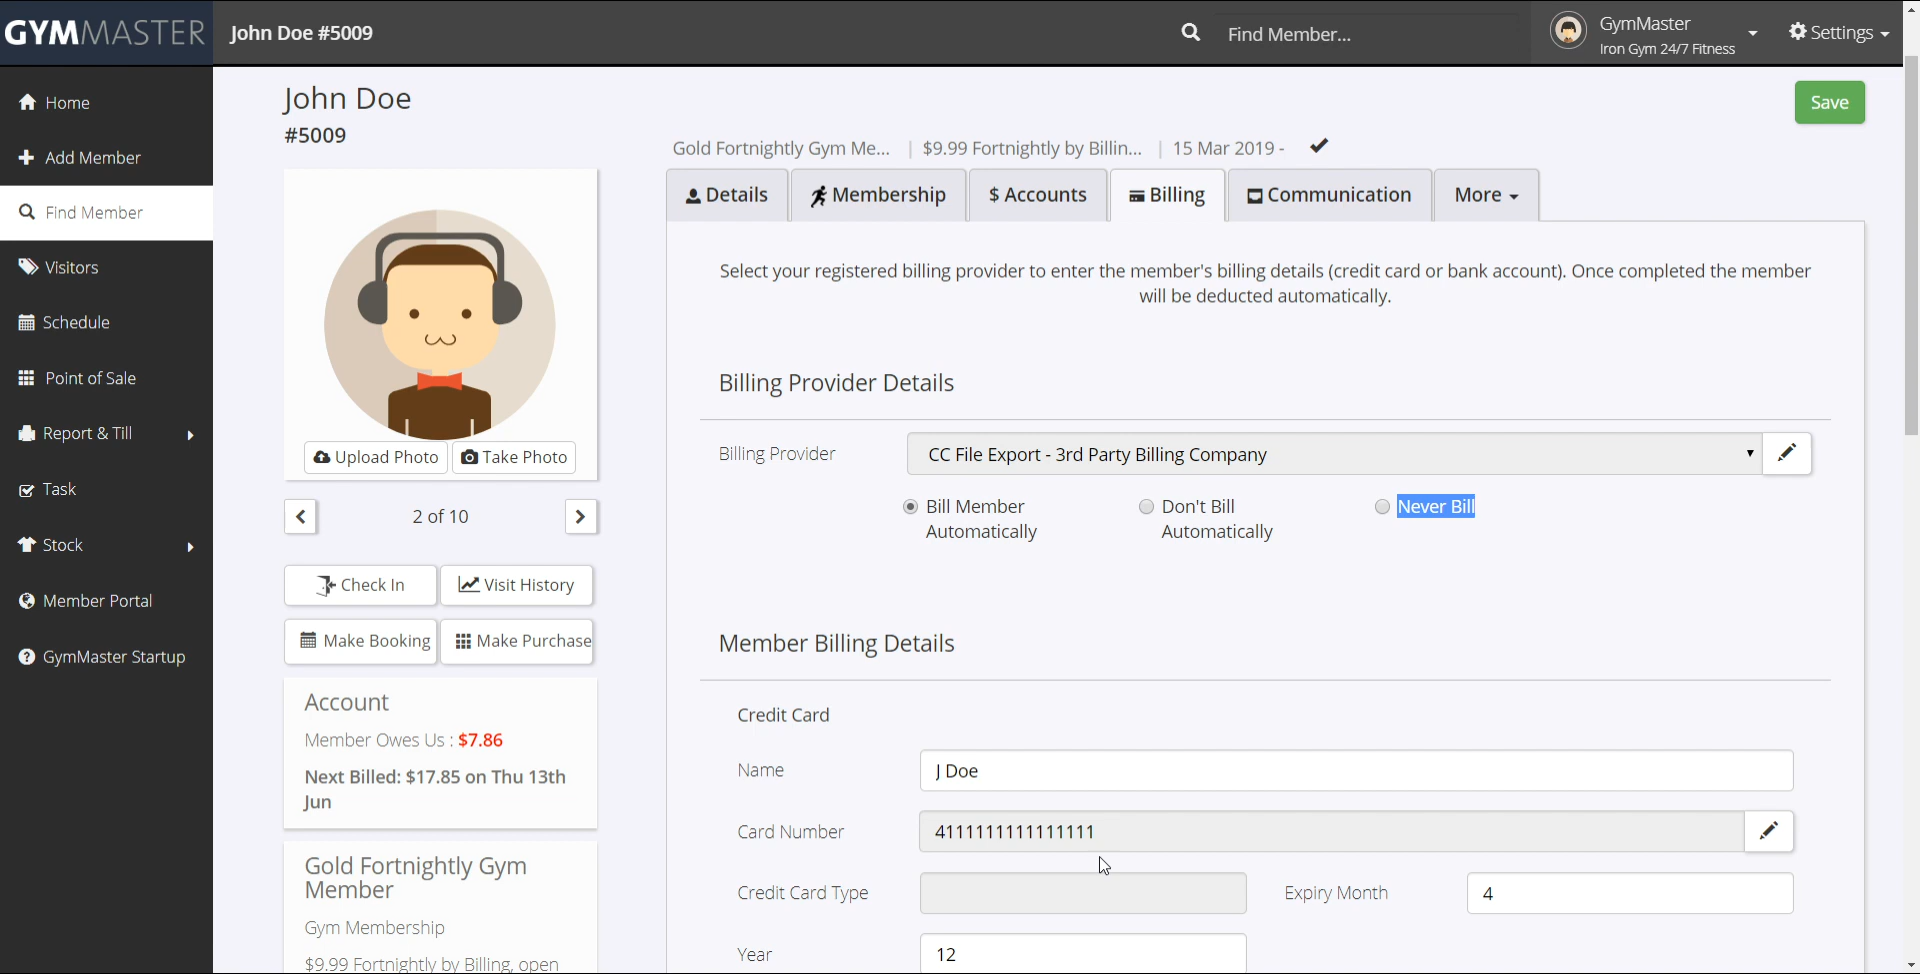 GYMMASTER
John Doe #5009
Find Member...
GymMaster
Iron Gym 24/7 Fitness
Settings
Home
Add Member
Find Member
Visitors
Schedule
Point of Sale
Report & Till
Task
Stock
Member Portal
GymMaster Startup
John Doe
#5009
Upload Photo
Take Photo
2 of 10
Check In
Visit History
Make Booking
Make Purchase
Account
Member Owes Us : $7.86
Next Billed: $17.85 on Thu 13th
Jun
Gold Fortnightly Gym
Member
Gym Membership
$9.99 Fortnightly by Billing, open
Save
Gold Fortnightly Gym Me... | $9.99 Fortnightly by Billin... | 15 Mar 2019 -
Details
Membership
$ Accounts
Billing
Communication
More
Select your registered billing provider to enter the member's billing details (credit card or bank account). Once completed the member
will be deducted automatically.
Billing Provider Details
Billing Provider
CC File Export - 3rd Party Billing Company
Bill Member
Automatically
Don't Bill
Automatically
Never Bill
Member Billing Details
Credit Card
Name
J Doe
Card Number
4111111111111111
Credit Card Type
Expiry Month
4
Year
12